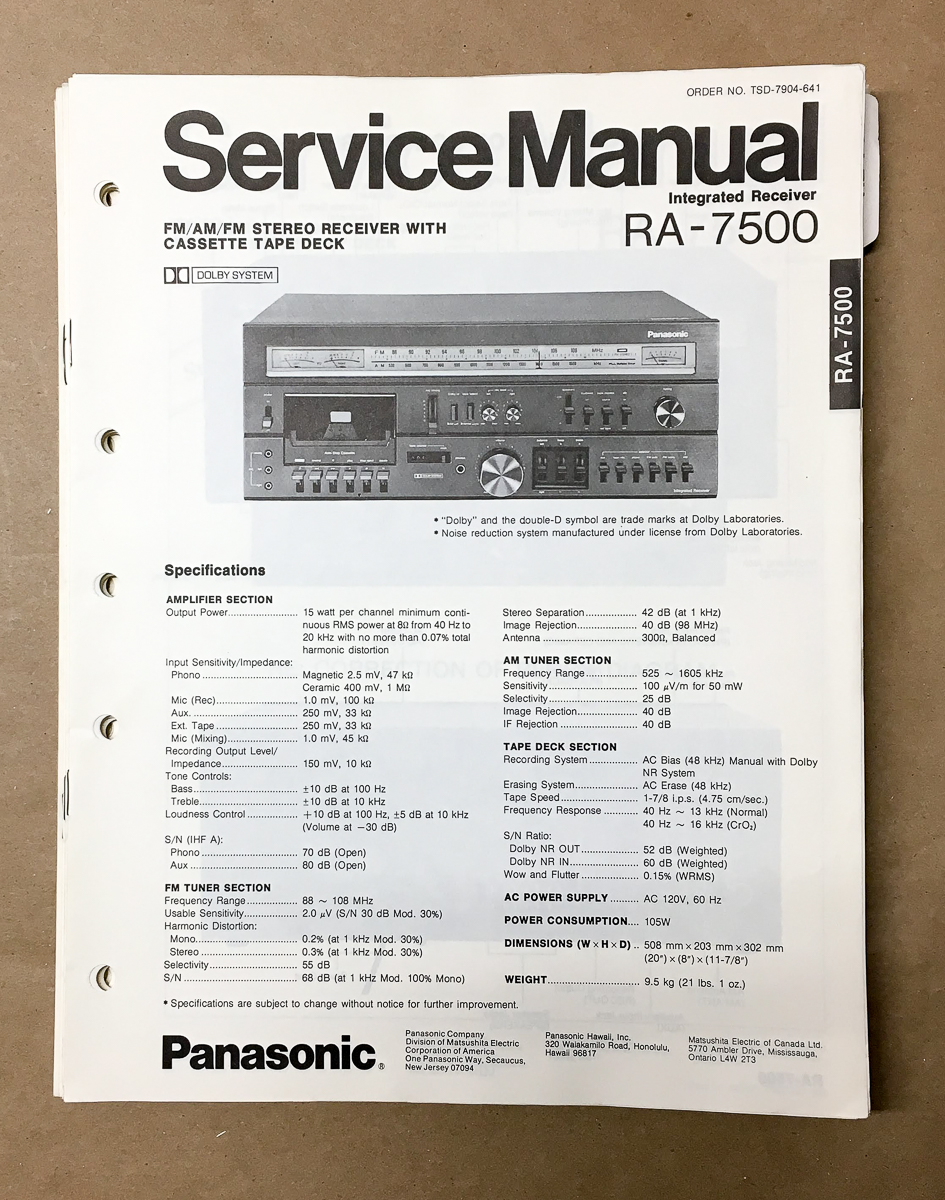 ORDER NO. TSD-7904-641
Service Manual
Integrated Receiver
RA-7500
FM/AM/FM STEREO RECEIVER WITH
CASSETTE TAPE DECK
DOLBY SYSTEM
RA-7500
Panasonic
FM 88 90 92 94 96 98 100 102 104 106 108 MHz
AM
Integrated Receiver
* "Dolby" and the double-D symbol are trade marks at Dolby Laboratories.
* Noise reduction system manufactured under license from Dolby Laboratories.
Specifications
AMPLIFIER SECTION
Output Power.......................... 15 watt per channel minimum conti-
nuous RMS power at 8Ω from 40 Hz to
20 kHz with no more than 0.07% total
harmonic distortion
Input Sensitivity/Impedance:
Phono .................................... Magnetic 2.5 mV, 47 kΩ
Ceramic 400 mV, 1 MΩ
Mic (Rec).............................. 1.0 mV, 100 kΩ
Aux. ...................................... 250 mV, 33 kΩ
Ext. Tape .............................. 250 mV, 33 kΩ
Mic (Mixing).......................... 1.0 mV, 45 kΩ
Recording Output Level/
Impedance............................ 150 mV, 10 kΩ
Tone Controls:
Bass...................................... ±10 dB at 100 Hz
Treble.................................... ±10 dB at 10 kHz
Loudness Control ................... +10 dB at 100 Hz, ±5 dB at 10 kHz
(Volume at −30 dB)
S/N (IHF A):
Phono .................................... 70 dB (Open)
Aux ........................................ 80 dB (Open)
FM TUNER SECTION
Frequency Range................... 88 ~ 108 MHz
Usable Sensitivity.................... 2.0 μV (S/N 30 dB Mod. 30%)
Harmonic Distortion:
Mono...................................... 0.2% (at 1 kHz Mod. 30%)
Stereo .................................... 0.3% (at 1 kHz Mod. 30%)
Selectivity................................. 55 dB
S/N .......................................... 68 dB (at 1 kHz Mod. 100% Mono)
Stereo Separation................... 42 dB (at 1 kHz)
Image Rejection...................... 40 dB (98 MHz)
Antenna ................................... 300Ω, Balanced
AM TUNER SECTION
Frequency Range................... 525 ~ 1605 kHz
Sensitivity................................. 100 μV/m for 50 mW
Selectivity................................. 25 dB
Image Rejection...................... 40 dB
IF Rejection ............................. 40 dB
TAPE DECK SECTION
Recording System .................. AC Bias (48 kHz) Manual with Dolby
NR System
Erasing System....................... AC Erase (48 kHz)
Tape Speed............................. 1-7/8 i.p.s. (4.75 cm/sec.)
Frequency Response ............. 40 Hz ~ 13 kHz (Normal)
40 Hz ~ 16 kHz (CrO₂)
S/N Ratio:
Dolby NR OUT..................... 52 dB (Weighted)
Dolby NR IN......................... 60 dB (Weighted)
Wow and Flutter..................... 0.15% (WRMS)
AC POWER SUPPLY .......... AC 120V, 60 Hz
POWER CONSUMPTION.... 105W
DIMENSIONS (W×H×D) .. 508 mm×203 mm×302 mm
(20″)×(8″)×(11-7/8″)
WEIGHT.................................. 9.5 kg (21 lbs. 1 oz.)
* Specifications are subject to change without notice for further improvement.
Panasonic®
Panasonic Company
Division of Matsushita Electric
Corporation of America
One Panasonic Way, Secaucus,
New Jersey 07094
Panasonic Hawaii, Inc.
320 Waiakamilo Road, Honolulu,
Hawaii 96817
Matsushita Electric of Canada Ltd.
5770 Ambler Drive, Mississauga,
Ontario L4W 2T3